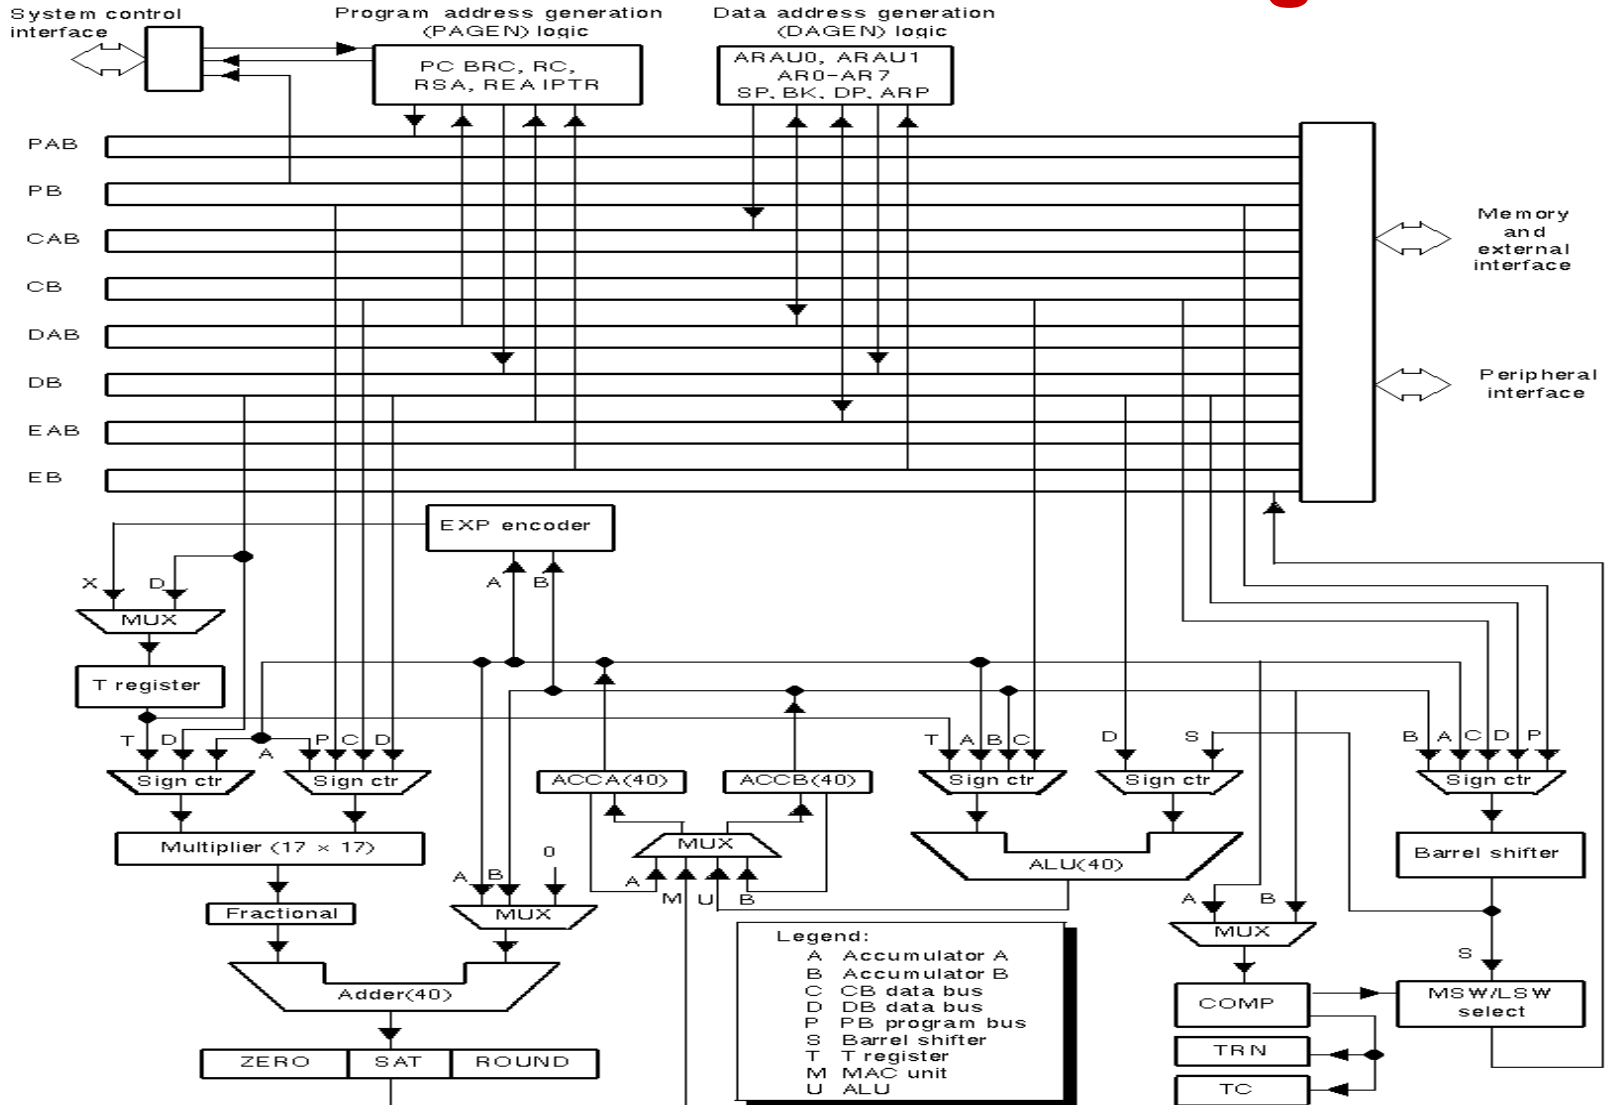 System control
interface
Program address generation
(PAGEN) logic
Data address generation
(DAGEN) logic
PC BRC, RC,
RSA, REA IPTR
ARAU0, ARAU1
AR0-AR7
SP, BK, DP, ARP
PAB
PB
CAB
CB
DAB
DB
EAB
EB
Memory
and
external
interface
Peripheral
interface
EXP encoder
A B
X D
MUX
T register
T D A P C D
T A B C
D S
B A C D P
Sign ctr
Sign ctr
ACCA(40)
ACCB(40)
Sign ctr
Sign ctr
Sign ctr
Multiplier (17 × 17)
Fractional
A B 0
MUX
MUX
A M U B
ALU(40)
Barrel shifter
A B
MUX
S
Adder(40)
ZERO SAT ROUND
COMP
MSW/LSW
select
TRN
TC
Legend:
A Accumulator A
B Accumulator B
C CB data bus
D DB data bus
P PB program bus
S Barrel shifter
T T register
M MAC unit
U ALU